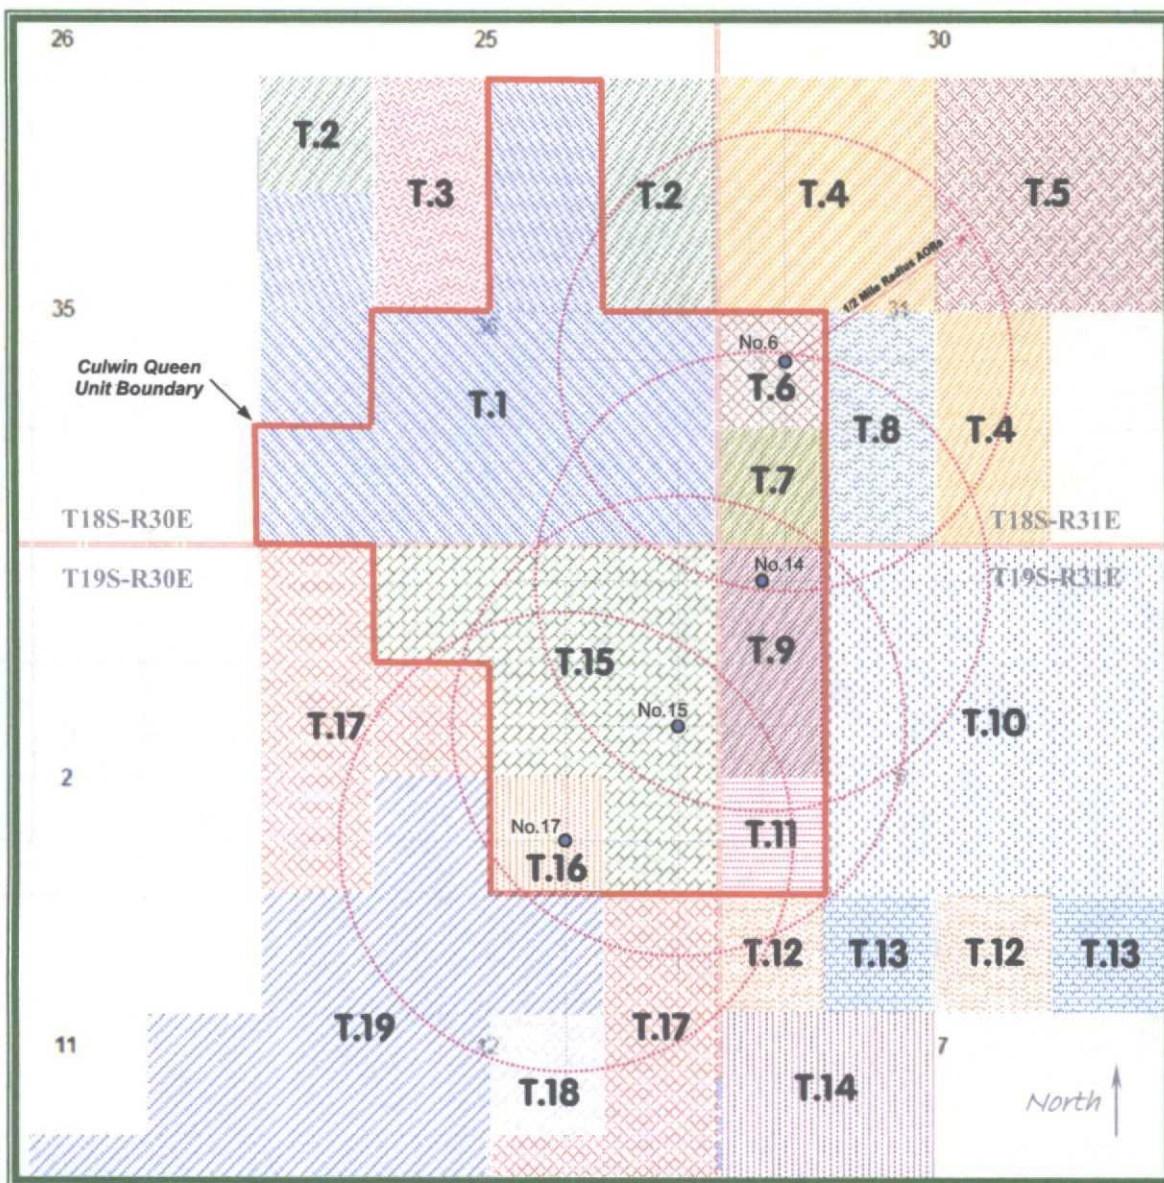 26
25
30
T.2
T.3
T.2
T.4
T.5
1/2 Mile Radius AORs
35
36
31
No.6
Culwin Queen
Unit Boundary
T.6
T.1
T.8
T.4
T.7
T18S-R30E
T18S-R31E
T19S-R30E
T19S-R31E
No.14
T.9
T.15
No.15
T.17
T.10
2
No.17
T.16
T.11
T.12
T.13
T.12
T.13
T.19
T.17
11
12
7
T.18
T.14
North